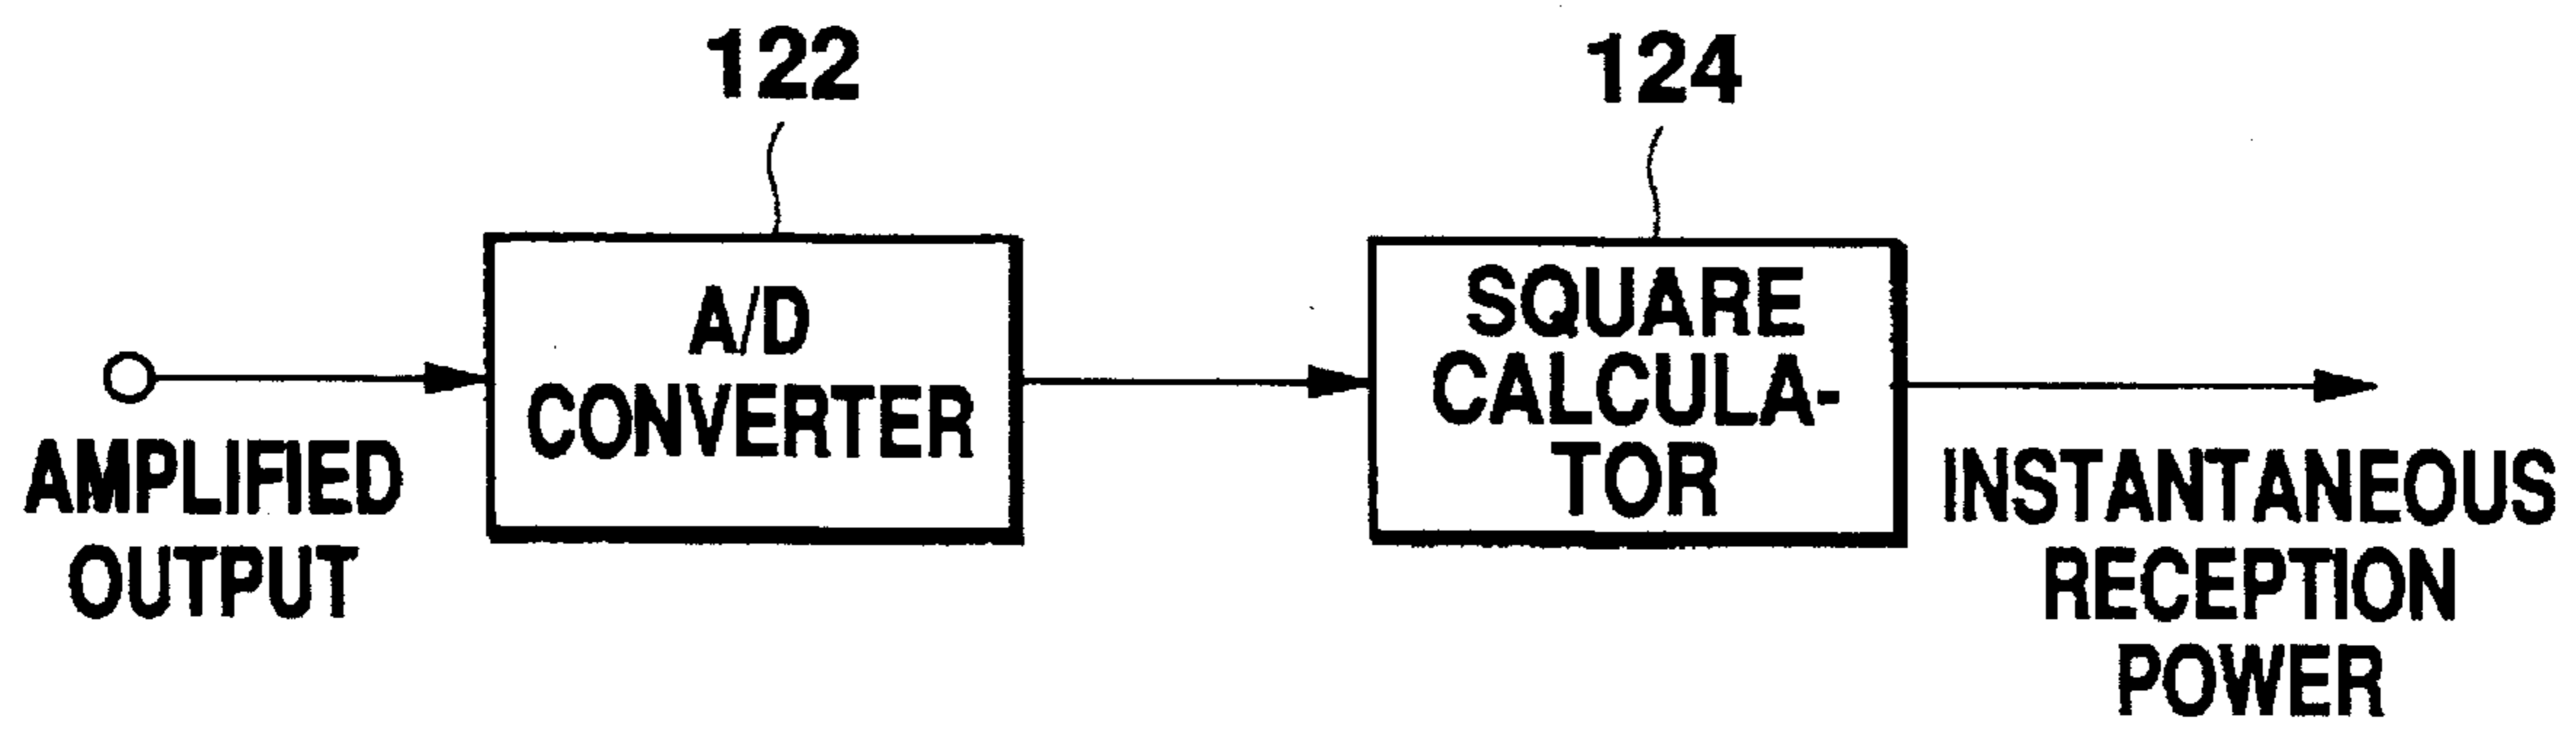 122
124
A/D
CONVERTER
SQUARE
CALCULA-
TOR
AMPLIFIED
OUTPUT
INSTANTANEOUS
RECEPTION
POWER